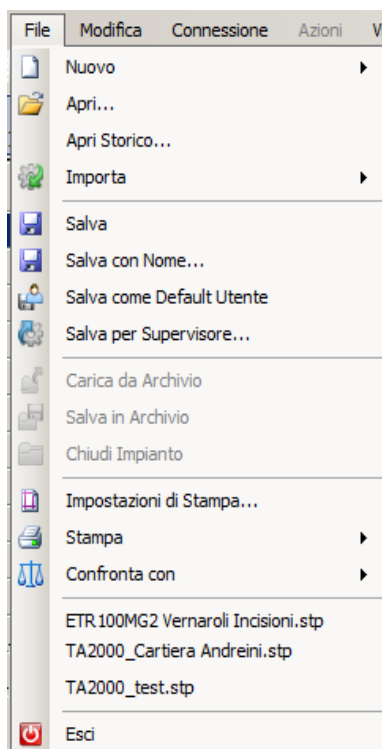 File Modifica Connessione Azioni
Nuovo
Apri...
Apri Storico...
Importa
Salva
Salva con Nome...
Salva come Default Utente
Salva per Supervisore...
Carica da Archivio
Salva in Archivio
Chiudi Impianto
Impostazioni di Stampa...
Stampa
Confronta con
ETR100MG2 Vernaroli Incisioni.stp
TA2000_Cartiera Andreini.stp
TA2000_test.stp
Esci